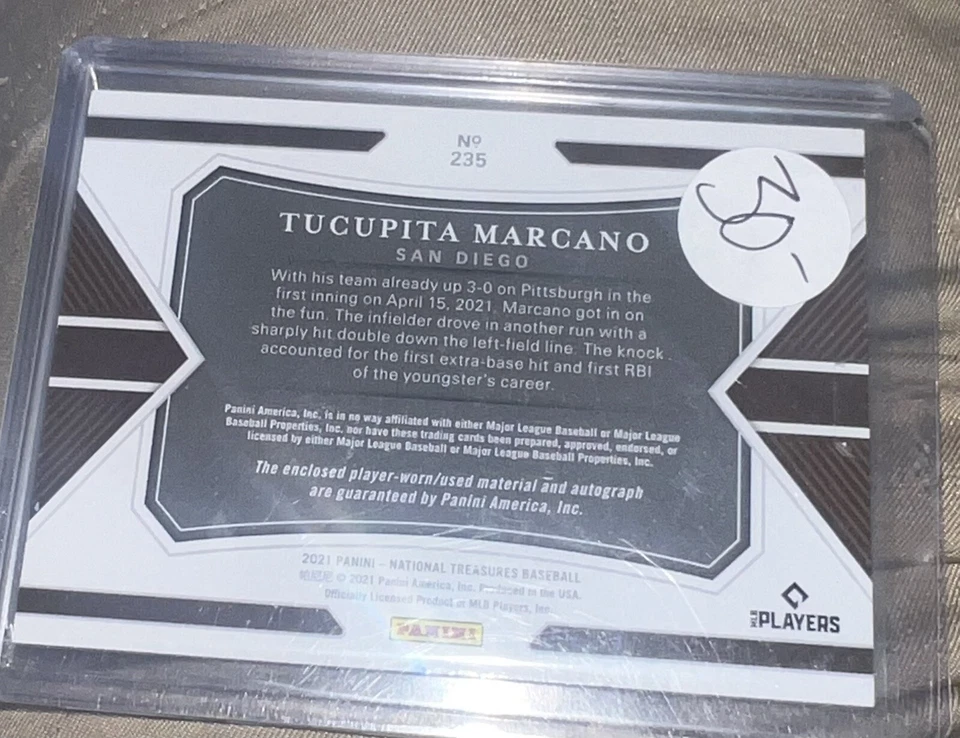 Nº
235
TUCUPITA MARCANO
SAN DIEGO
With his team already up 3-0 on Pittsburgh in the
first inning on April 15, 2021, Marcano got in on
the fun. The infielder drove in another run with a
sharply hit double down the left-field line. The knock
accounted for the first extra-base hit and first RBI
of the youngster's career.
Panini America, Inc. is in no way affiliated with either Major League Baseball or Major League
Baseball Properties, Inc. nor have these trading cards been prepared, approved, endorsed, or
licensed by either Major League Baseball or Major League Baseball Properties, Inc.
The enclosed player-worn/used material and autograph
are guaranteed by Panini America, Inc.
2021 PANINI – NATIONAL TREASURES BASEBALL
© 2021 Panini America, Inc. Produced in the USA.
Officially Licensed Product of MLB Players, Inc.
PANINI
MLB PLAYERS